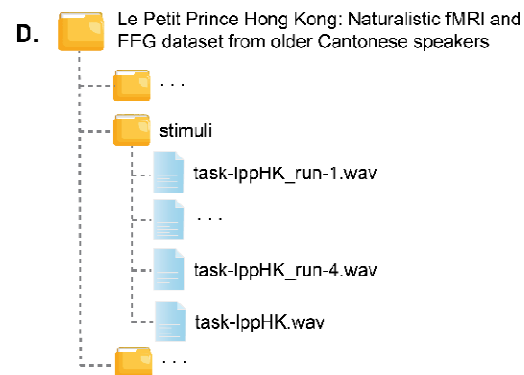 D.
Le Petit Prince Hong Kong: Naturalistic fMRI and
EEG dataset from older Cantonese speakers
. . .
stimuli
task-lppHK_run-1.wav
. . .
task-lppHK_run-4.wav
task-lppHK.wav
. . .